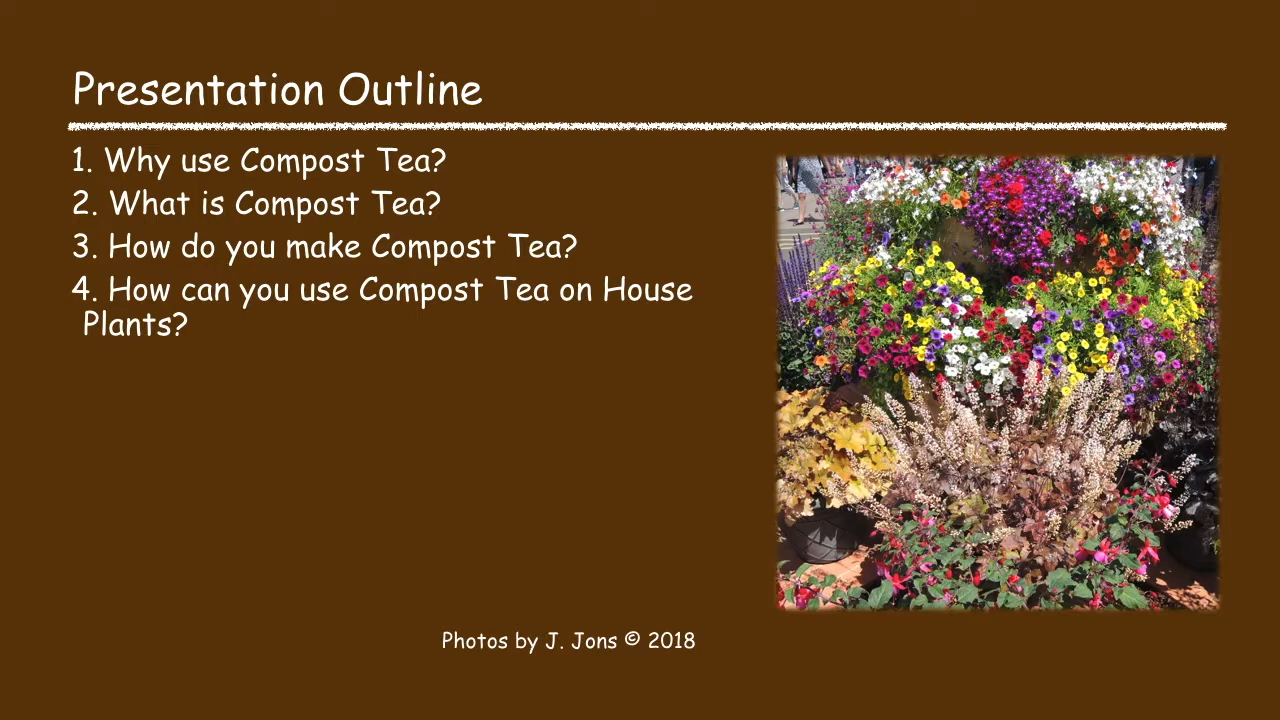 Presentation Outline
1. Why use Compost Tea?
2. What is Compost Tea?
3. How do you make Compost Tea?
4. How can you use Compost Tea on House
Plants?
Photos by J. Jons © 2018